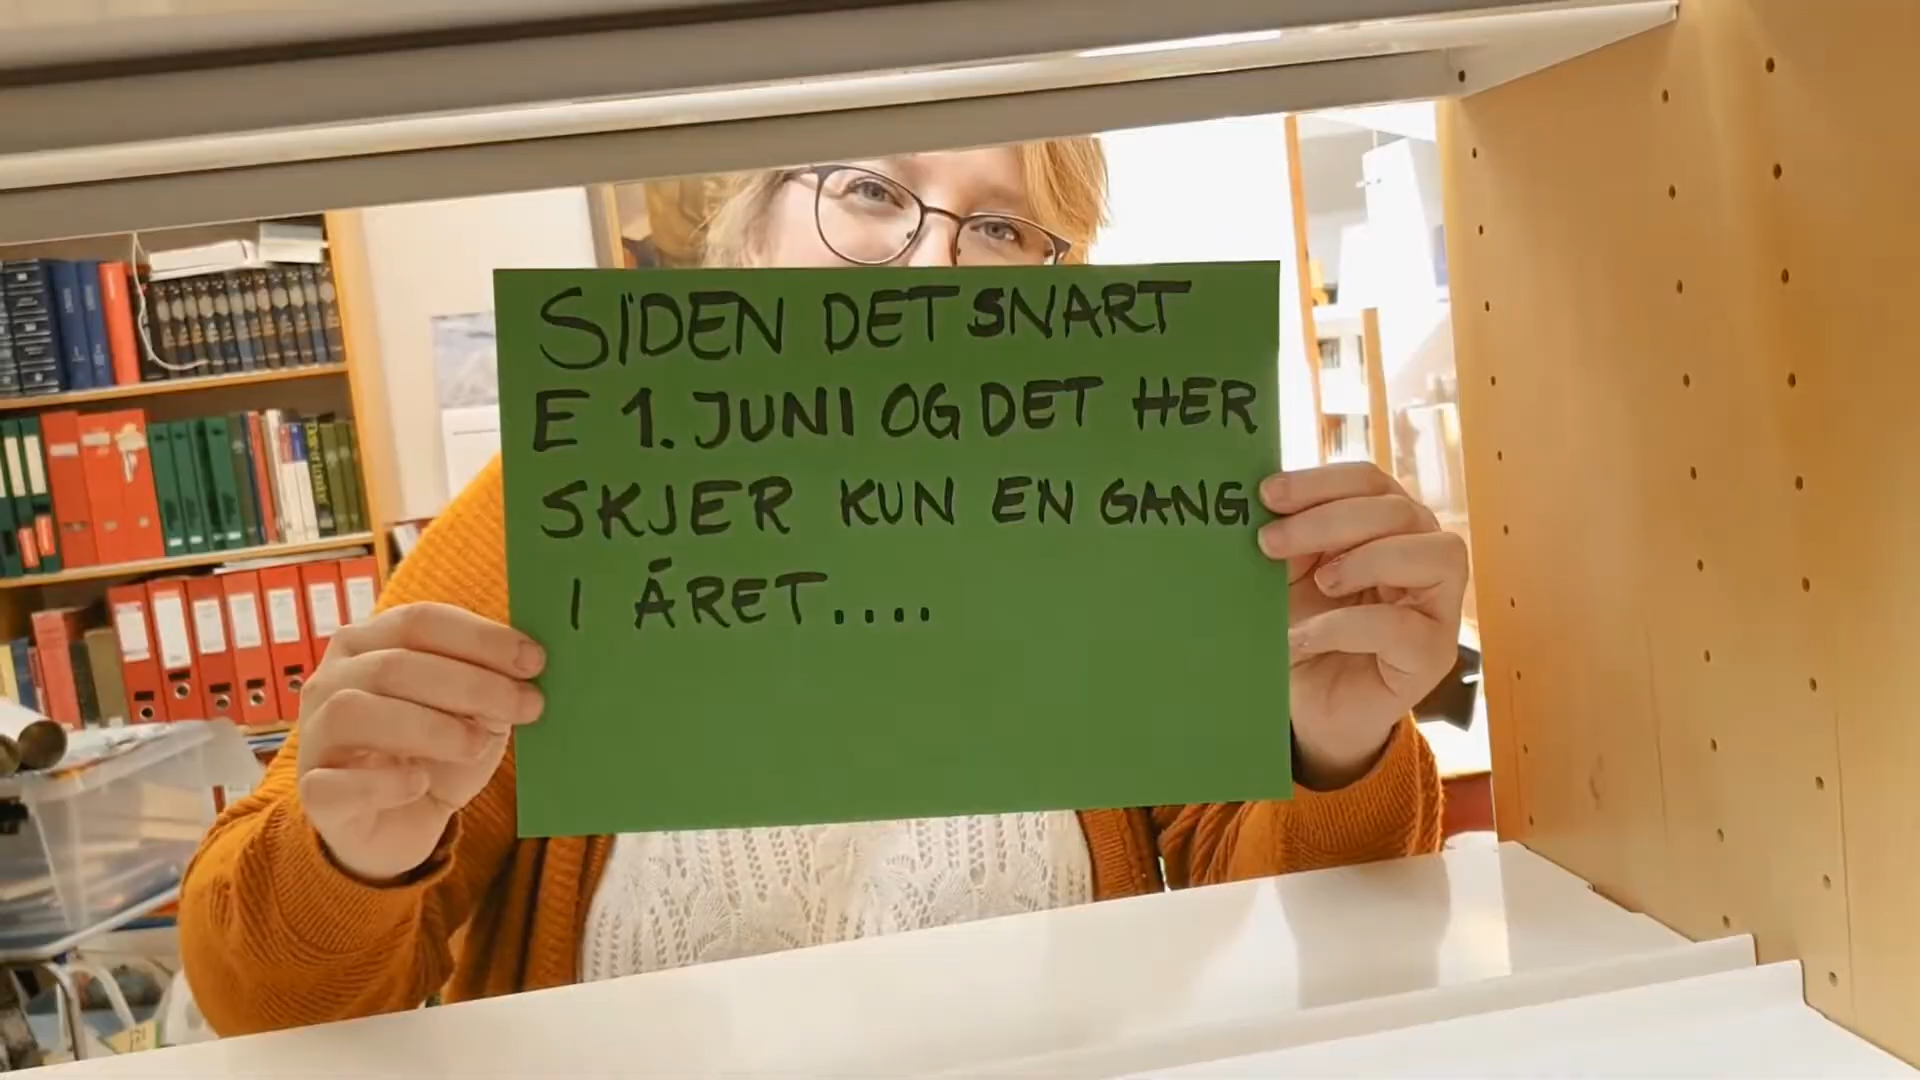 SIDEN DET SNART
E 1. JUNI OG DET HER
SKJER KUN EN GANG
I ÅRET....